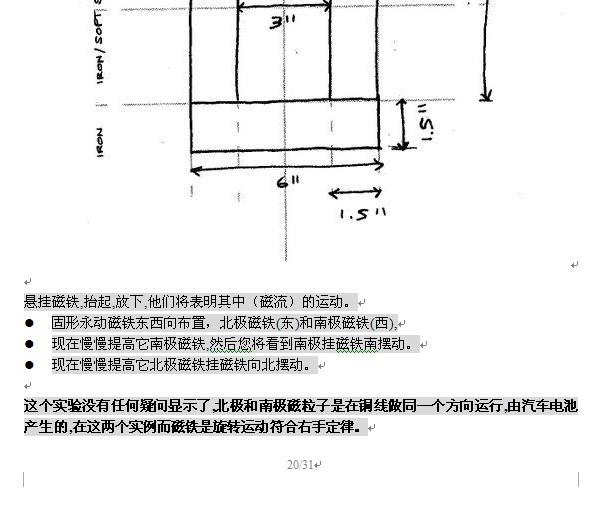 3"
IRON/SOFT S
IRON
1.5"
6"
1.5"
悬挂磁铁,抬起,放下,他们将表明其中（磁流）的运动。
● 固形永动磁铁东西向布置，北极磁铁(东)和南极磁铁(西),
● 现在慢慢提高它南极磁铁,然后您将看到南极挂磁铁南摆动。
● 现在慢慢提高它北极磁铁挂磁铁向北摆动。
这个实验没有任何疑问显示了,北极和南极磁粒子是在铜线做同一个方向运行,由汽车电池
产生的,在这两个实例而磁铁是旋转运动符合右手定律。
20/31